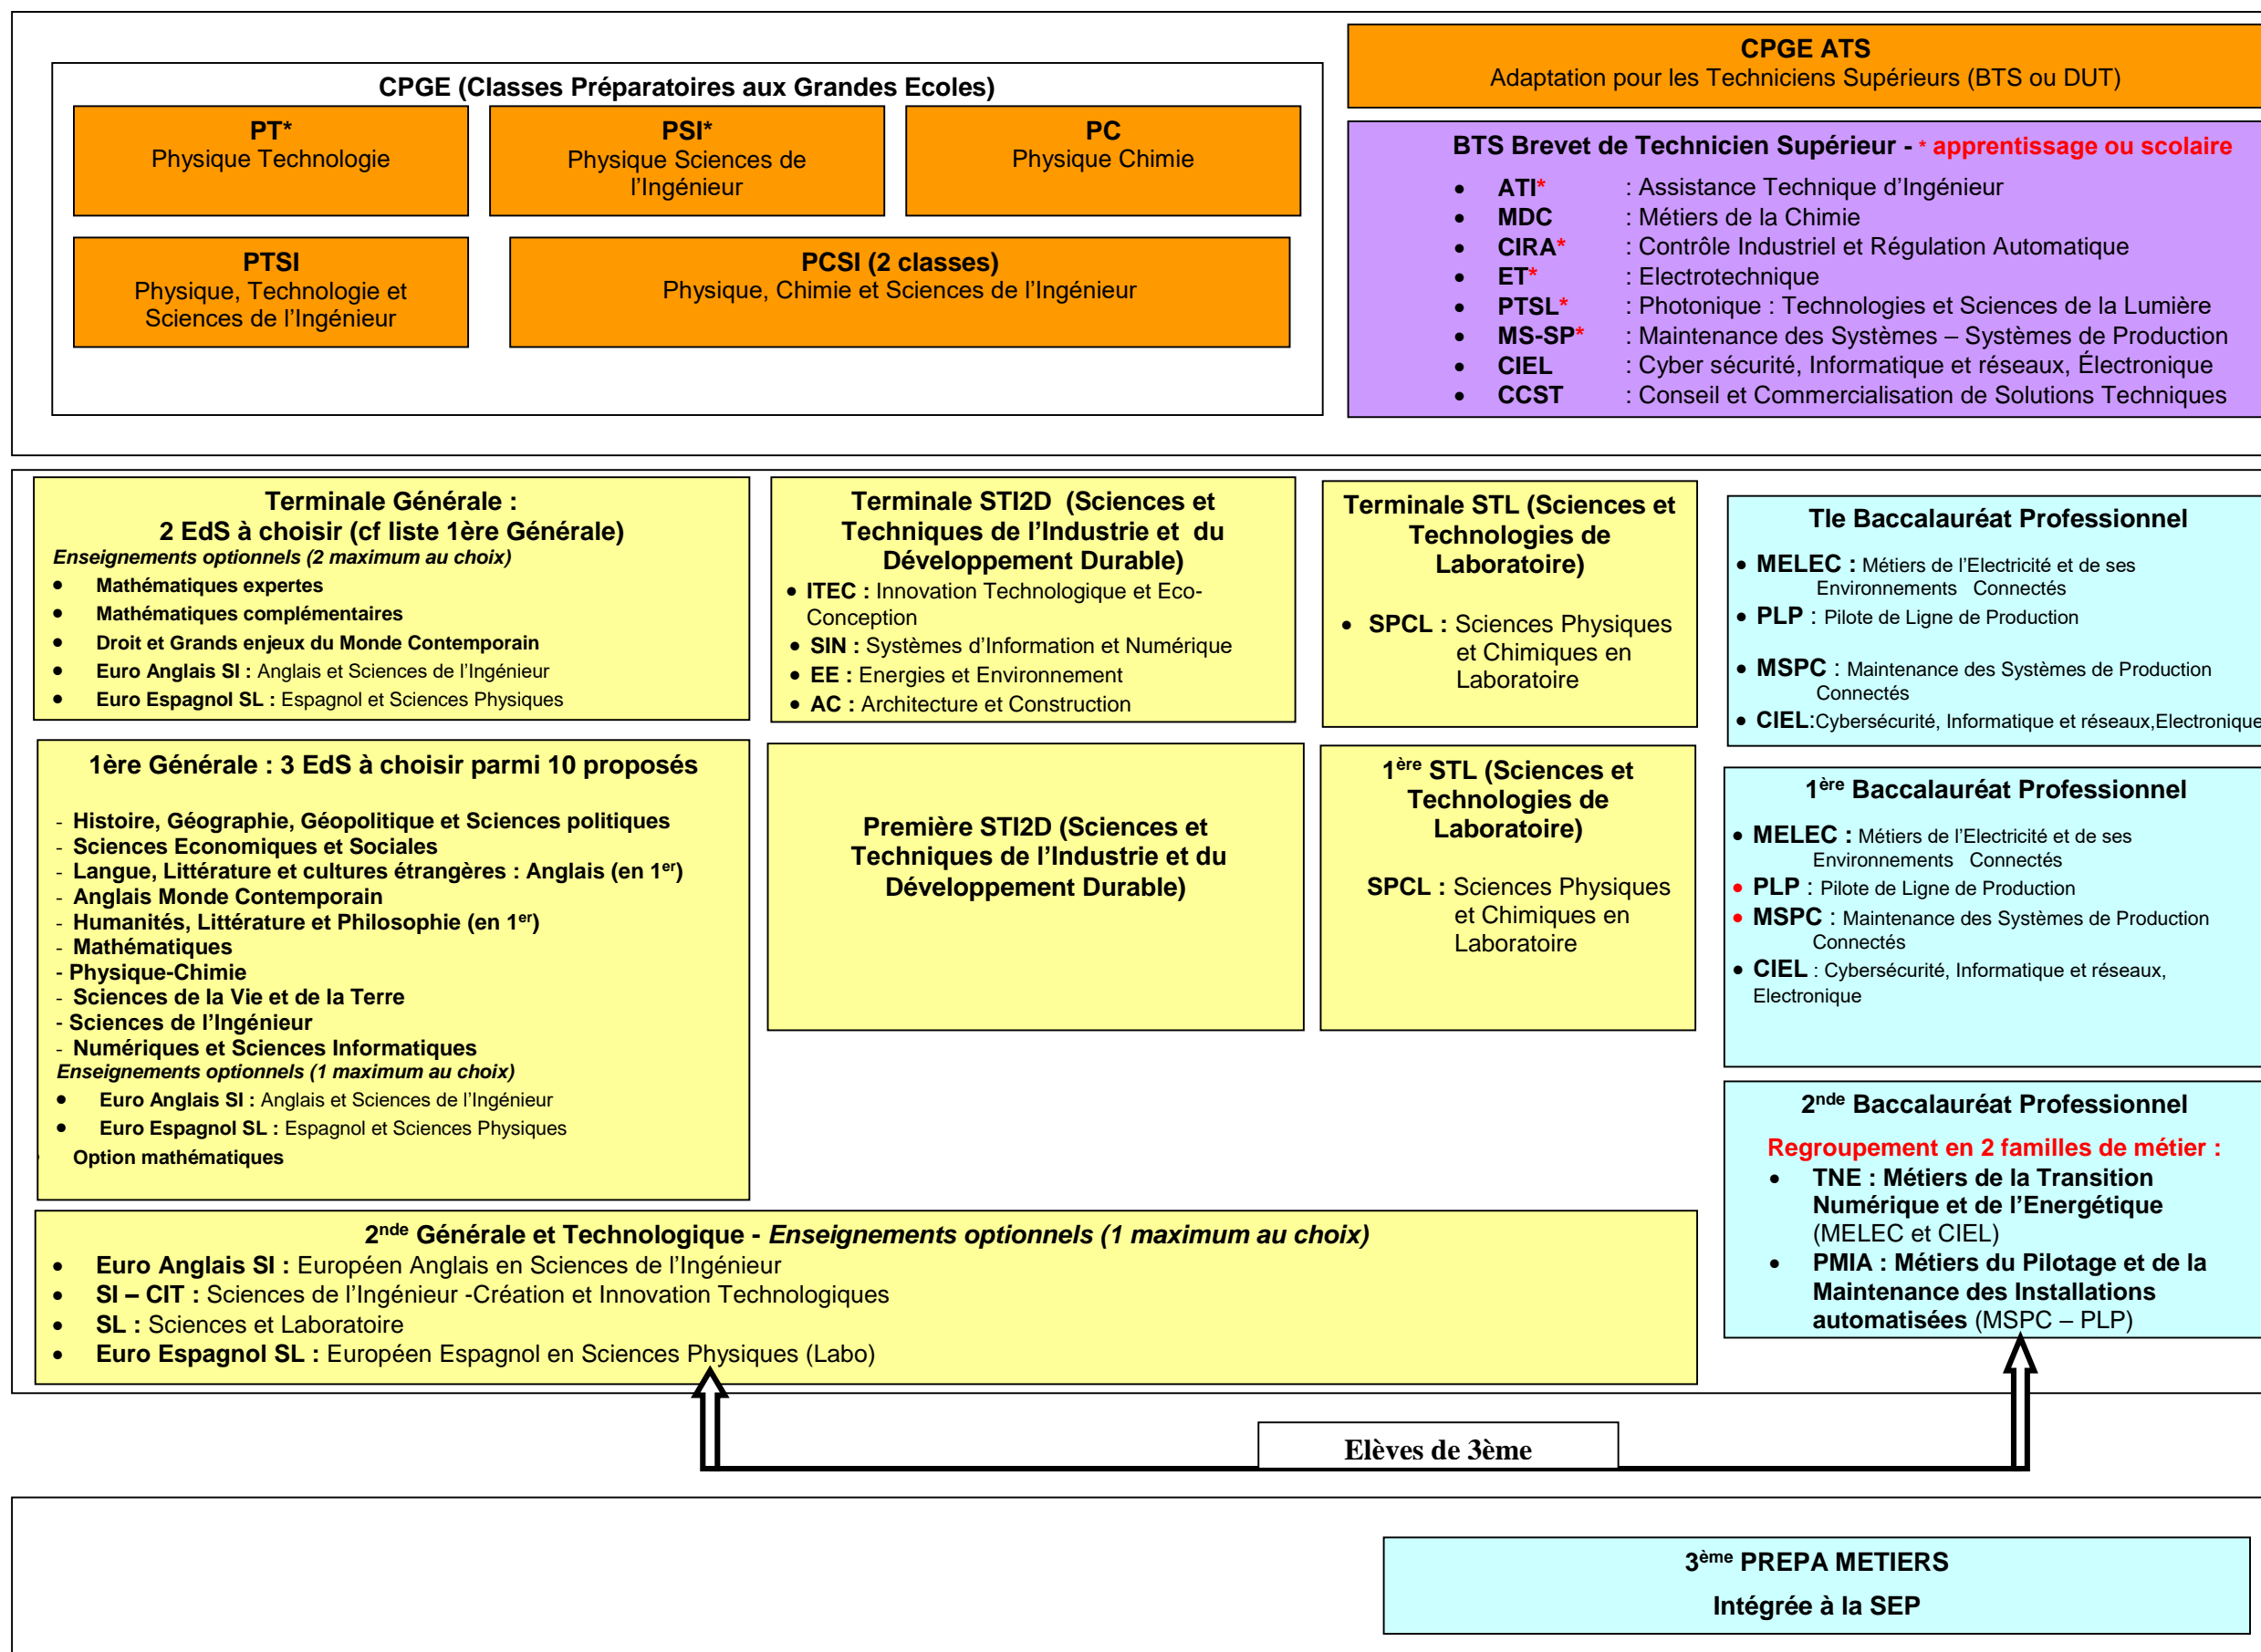 CPGE (Classes Préparatoires aux Grandes Ecoles)
PT*
Physique Technologie
PSI*
Physique Sciences de
l’Ingénieur
PC
Physique Chimie
PTSI
Physique, Technologie et
Sciences de l’Ingénieur
PCSI (2 classes)
Physique, Chimie et Sciences de l’Ingénieur
CPGE ATS
Adaptation pour les Techniciens Supérieurs (BTS ou DUT)
BTS Brevet de Technicien Supérieur - * apprentissage ou scolaire
• ATI* : Assistance Technique d’Ingénieur
• MDC : Métiers de la Chimie
• CIRA* : Contrôle Industriel et Régulation Automatique
• ET* : Electrotechnique
• PTSL* : Photonique : Technologies et Sciences de la Lumière
• MS-SP* : Maintenance des Systèmes – Systèmes de Production
• CIEL : Cyber sécurité, Informatique et réseaux, Électronique
• CCST : Conseil et Commercialisation de Solutions Techniques
Terminale Générale :
2 EdS à choisir (cf liste 1ère Générale)
Enseignements optionnels (2 maximum au choix)
• Mathématiques expertes
• Mathématiques complémentaires
• Droit et Grands enjeux du Monde Contemporain
• Euro Anglais SI : Anglais et Sciences de l’Ingénieur
• Euro Espagnol SL : Espagnol et Sciences Physiques
Terminale STI2D (Sciences et
Techniques de l’Industrie et du
Développement Durable)
• ITEC : Innovation Technologique et Eco-
Conception
• SIN : Systèmes d’Information et Numérique
• EE : Energies et Environnement
• AC : Architecture et Construction
Terminale STL (Sciences et
Technologies de
Laboratoire)
• SPCL : Sciences Physiques
et Chimiques en
Laboratoire
Tle Baccalauréat Professionnel
• MELEC : Métiers de l’Electricité et de ses
Environnements Connectés
• PLP : Pilote de Ligne de Production
• MSPC : Maintenance des Systèmes de Production
Connectés
• CIEL:Cybersécurité, Informatique et réseaux,Electronique
1ère Générale : 3 EdS à choisir parmi 10 proposés
- Histoire, Géographie, Géopolitique et Sciences politiques
- Sciences Economiques et Sociales
- Langue, Littérature et cultures étrangères : Anglais (en 1er)
- Anglais Monde Contemporain
- Humanités, Littérature et Philosophie (en 1er)
- Mathématiques
- Physique-Chimie
- Sciences de la Vie et de la Terre
- Sciences de l’Ingénieur
- Numériques et Sciences Informatiques
Enseignements optionnels (1 maximum au choix)
• Euro Anglais SI : Anglais et Sciences de l’Ingénieur
• Euro Espagnol SL : Espagnol et Sciences Physiques
Option mathématiques
Première STI2D (Sciences et
Techniques de l’Industrie et du
Développement Durable)
1ère STL (Sciences et
Technologies de
Laboratoire)
SPCL : Sciences Physiques
et Chimiques en
Laboratoire
1ère Baccalauréat Professionnel
• MELEC : Métiers de l’Electricité et de ses
Environnements Connectés
• PLP : Pilote de Ligne de Production
• MSPC : Maintenance des Systèmes de Production
Connectés
• CIEL : Cybersécurité, Informatique et réseaux,
Electronique
2nde Générale et Technologique - Enseignements optionnels (1 maximum au choix)
• Euro Anglais SI : Européen Anglais en Sciences de l’Ingénieur
• SI – CIT : Sciences de l’Ingénieur -Création et Innovation Technologiques
• SL : Sciences et Laboratoire
• Euro Espagnol SL : Européen Espagnol en Sciences Physiques (Labo)
2nde Baccalauréat Professionnel
Regroupement en 2 familles de métier :
• TNE : Métiers de la Transition
Numérique et de l’Energétique
(MELEC et CIEL)
• PMIA : Métiers du Pilotage et de la
Maintenance des Installations
automatisées (MSPC – PLP)
Elèves de 3ème
3ème PREPA METIERS
Intégrée à la SEP